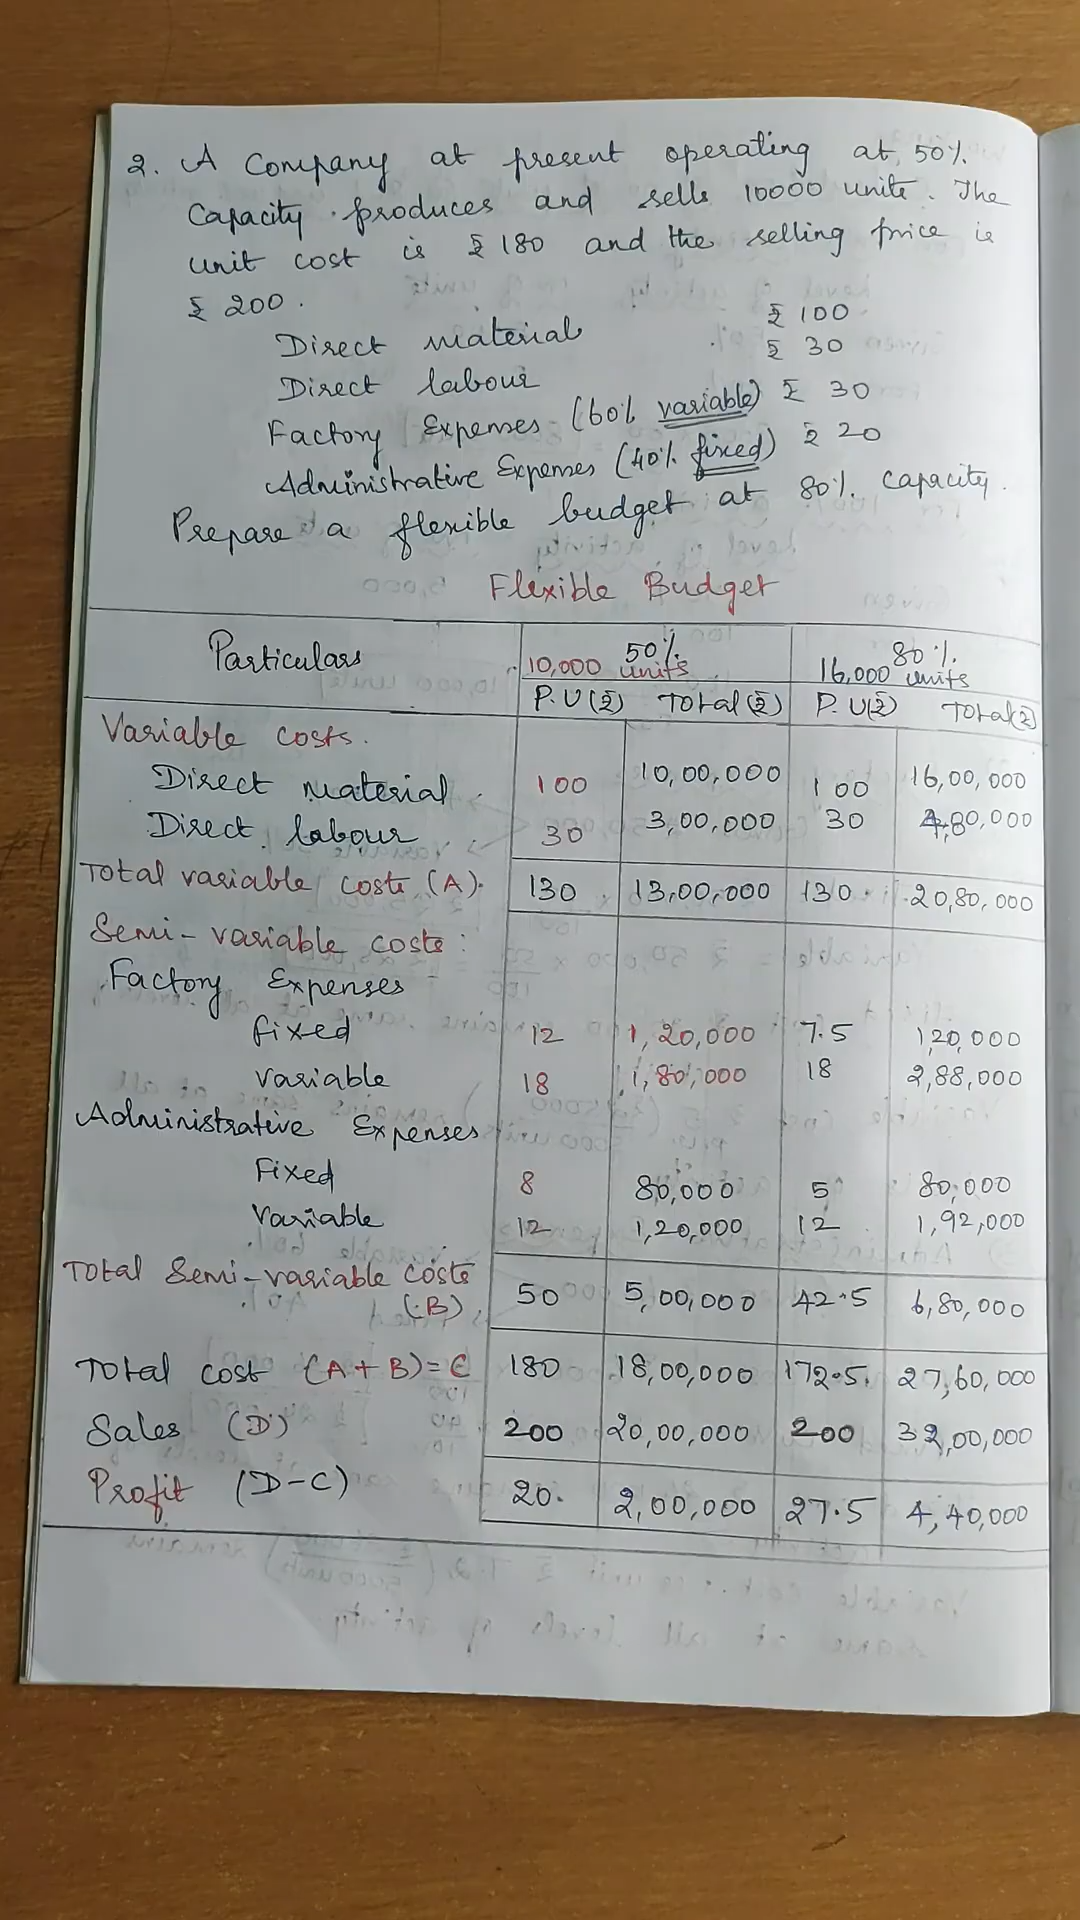 2. A Company at present operating at 50%
Capacity produces and sells 10000 units. The
unit cost is ₹ 180 and the selling price is
₹ 200.
Direct material ₹ 100
Direct labour ₹ 30
Factory Expenses (60% variable) ₹ 30
Administrative Expenses (40% fixed) ₹ 20
Prepare a flexible budget at 80% capacity.
Flexible Budget
Particulars 50% 80%
10,000 units 16,000 units
P.U(₹) Total(₹) P.U(₹) Total(₹)
Variable costs.
Direct material 100 10,00,000 100 16,00,000
Direct labour 30 3,00,000 30 4,80,000
Total variable costs (A). 130 13,00,000 130 20,80,000
Semi-variable costs:
Factory Expenses
fixed 12 1,20,000 7.5 1,20,000
variable 18 1,80,000 18 2,88,000
Administrative Expenses
Fixed 8 80,000 5 80,000
Variable 12 1,20,000 12 1,92,000
Total Semi-variable costs
(B) 50 5,00,000 42.5 6,80,000
Total cost (A+B)=C 180 18,00,000 172.5 27,60,000
Sales (D) 200 20,00,000 200 32,00,000
Profit (D-C) 20. 2,00,000 27.5 4,40,000